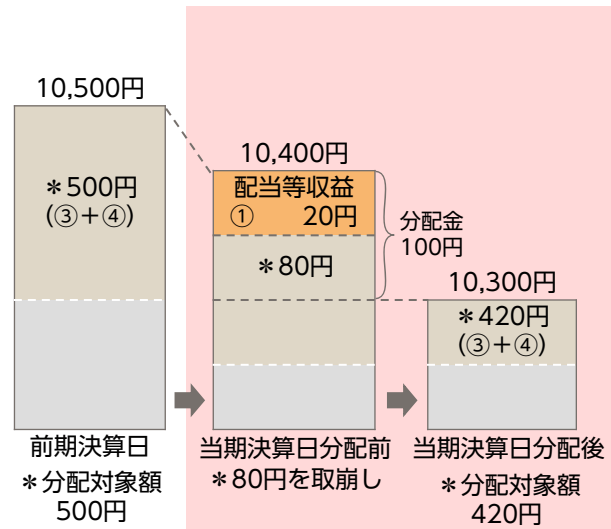 10,500円
＊500円
(③＋④)
前期決算日
＊分配対象額
500円
10,400円
配当等収益
① 20円
＊80円
分配金
100円
当期決算日分配前
＊80円を取崩し
10,300円
＊420円
(③＋④)
当期決算日分配後
＊分配対象額
420円